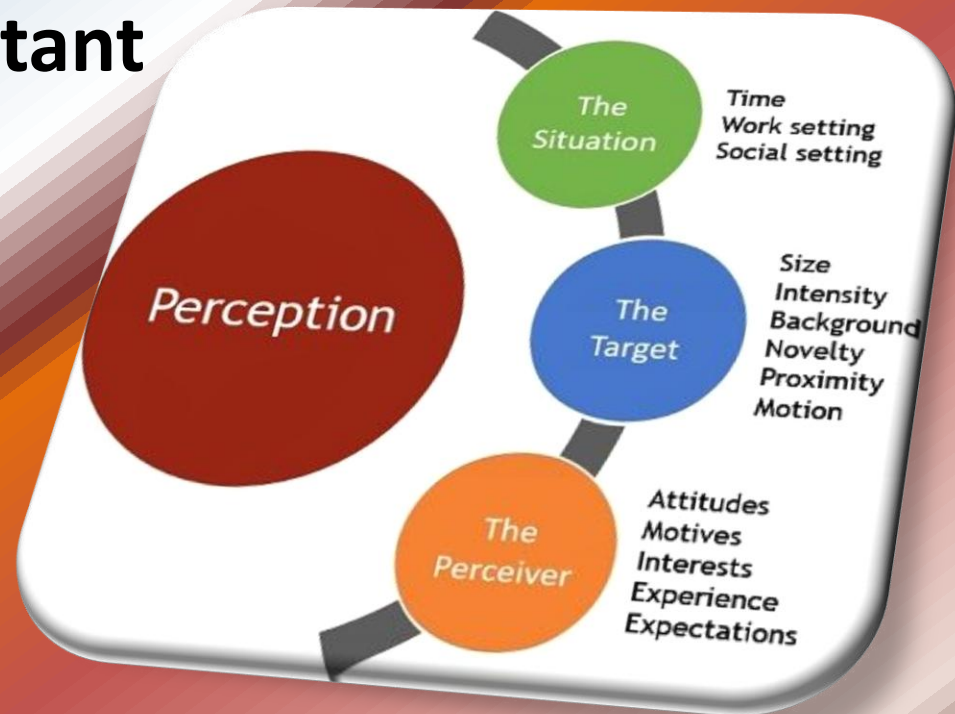 tant
Perception
The
Situation
Time
Work setting
Social setting
The
Target
Size
Intensity
Background
Novelty
Proximity
Motion
The
Perceiver
Attitudes
Motives
Interests
Experience
Expectations